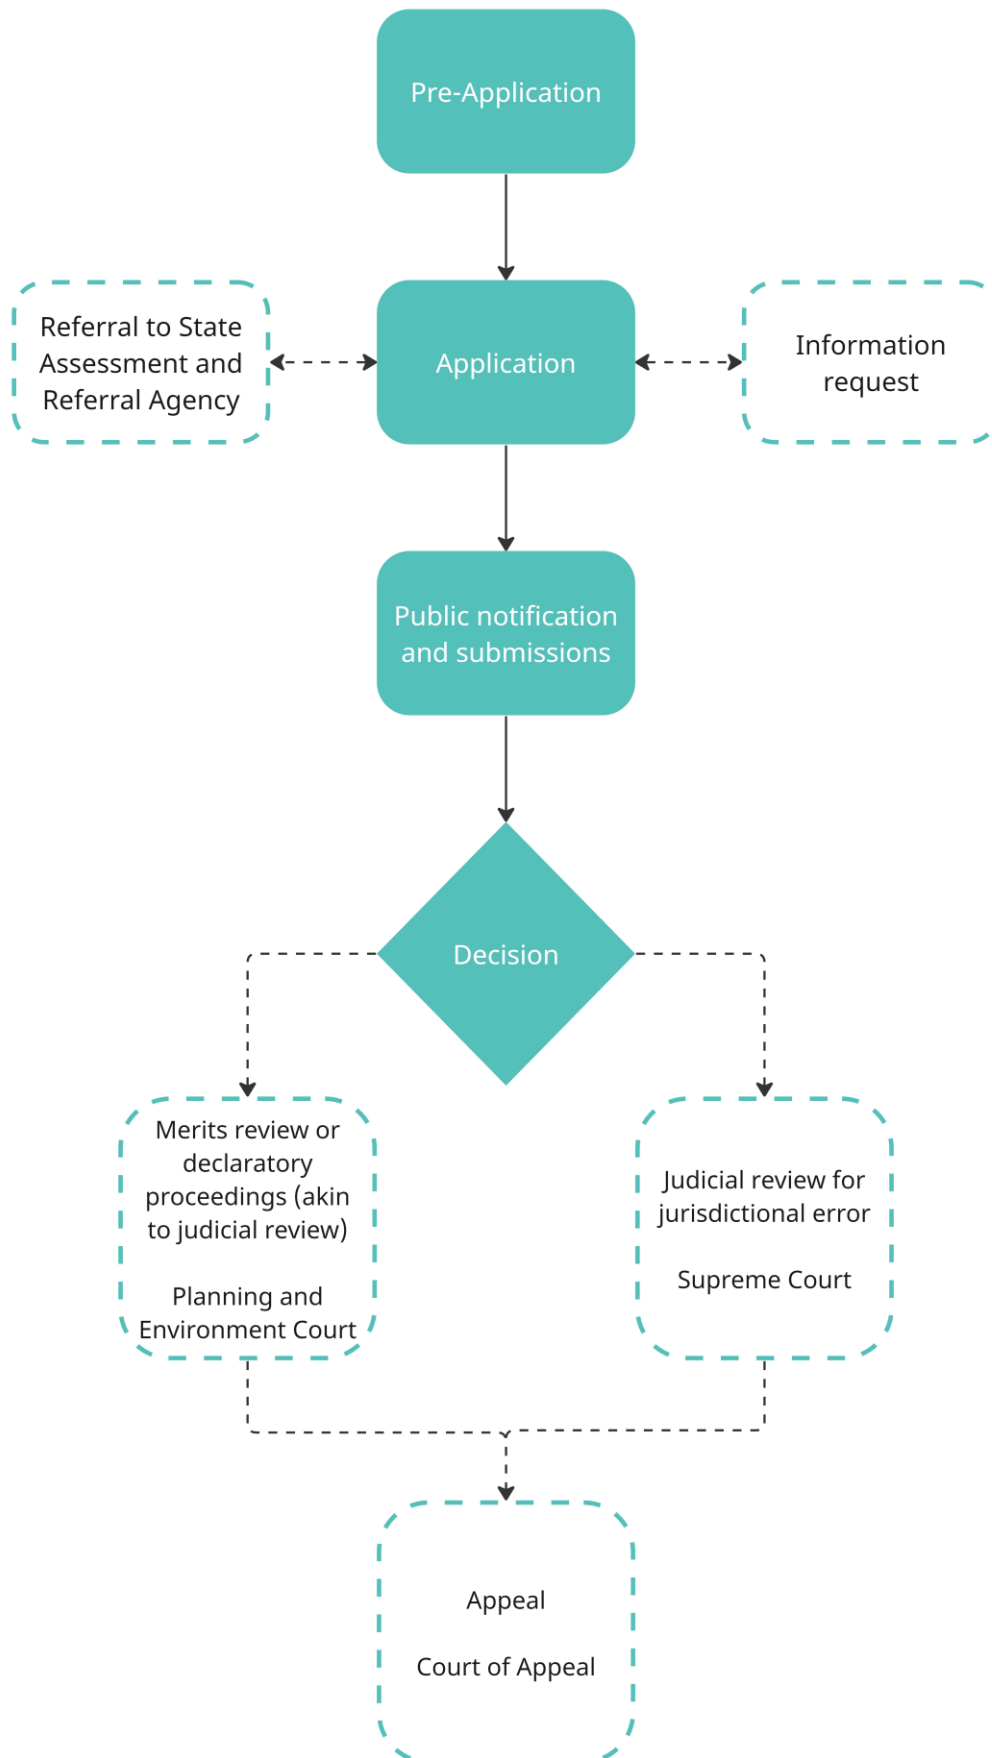 Pre-Application
Referral to State
Assessment and
Referral Agency
Application
Information
request
Public notification
and submissions
Decision
Merits review or
declaratory
proceedings (akin
to judicial review)
Planning and
Environment Court
Judicial review for
jurisdictional error
Supreme Court
Appeal
Court of Appeal